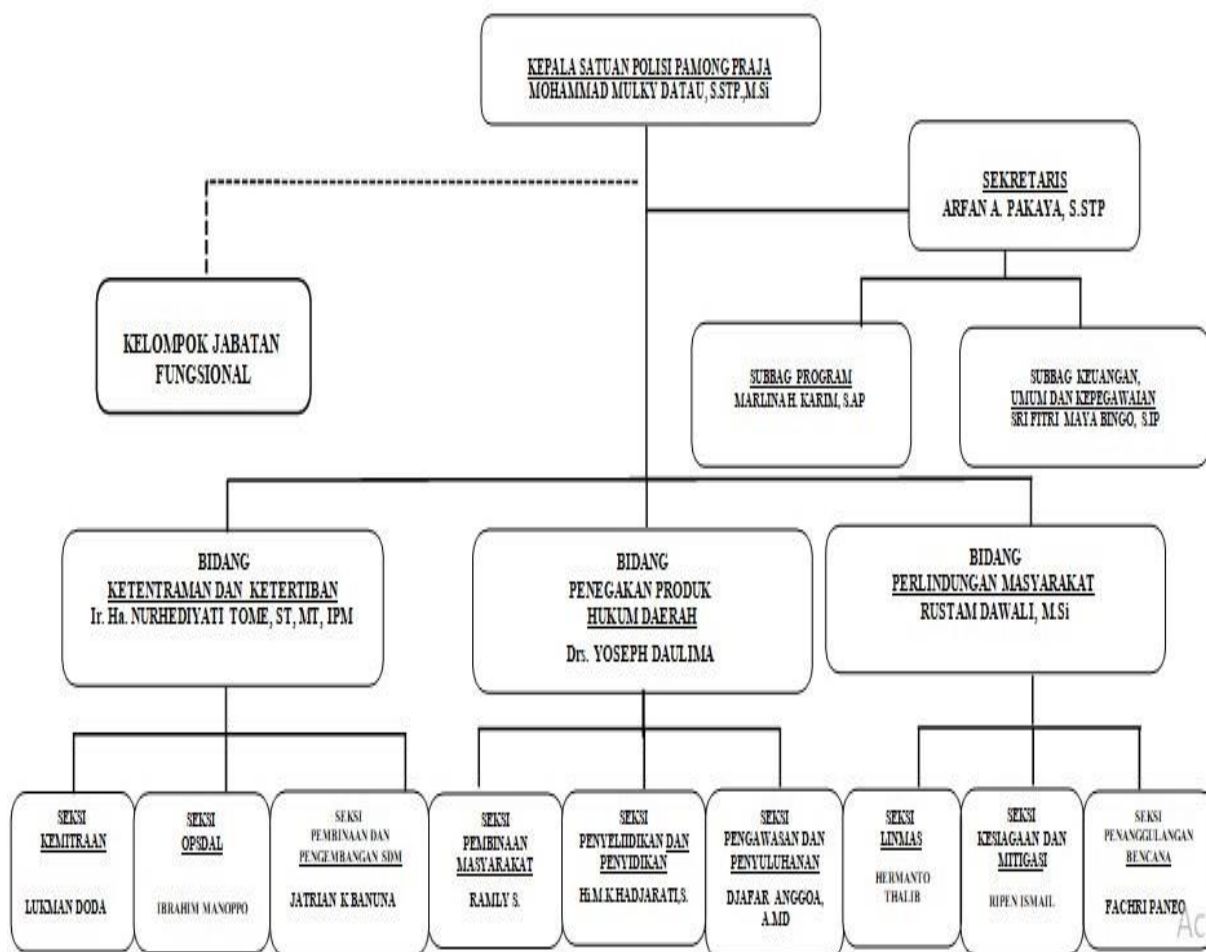 KEPALA SATUAN POLISI PAMONG PRAJA
MOHAMMAD MULKY DATAU, S.STP.,M.Si
SEKRETARIS
ARFAN A. PAKAYA, S.STP
KELOMPOK JABATAN
FUNGSIONAL
SUBBAG PROGRAM
MARLINA H. KARIM, S.AP
SUBBAG KEUANGAN,
UMUM DAN KEPEGAWAIAN
SRI FITRI MAYA BINGO, S.IP
BIDANG
KETENTRAMAN DAN KETERTIBAN
Ir. Ha. NURHEDIYATI TOME, ST, MT, IPM
BIDANG
PENEGAKAN PRODUK
HUKUM DAERAH
Drs. YOSEPH DAULIMA
BIDANG
PERLINDUNGAN MASYARAKAT
RUSTAM DAWALI, M.Si
SEKSI
KEMITRAAN
LUKMAN DODA
SEKSI
OPSDAL
IBRAHIM MANOPPO
SEKSI
PEMBINAAN DAN
PENGEMBANGAN SDM
JATRIAN K BANUNA
SEKSI
PEMBINAAN
MASYARAKAT
RAMLY S.
SEKSI
PENYELIIDIKAN DAN
PENYIDIKAN
Hi.M.K.HADJARATI,S.
SEKSI
PENGAWASAN DAN
PENYULUHANAN
DJAFAR ANGGOA,
A.MD
SEKSI
LINMAS
HERMANTO
THALIB
SEKSI
KESIAGAAN DAN
MITIGASI
RIPEN ISMAIL
SEKSI
PENANGGULANGAN
BENCANA
FACHRI PANEO
Ac